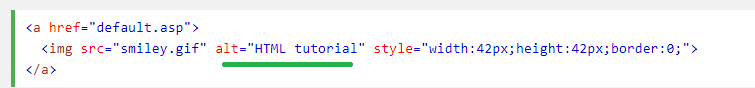 <a href="default.asp">
<img src="smiley.gif" alt="HTML tutorial" style="width:42px;height:42px;border:0;">
</a>